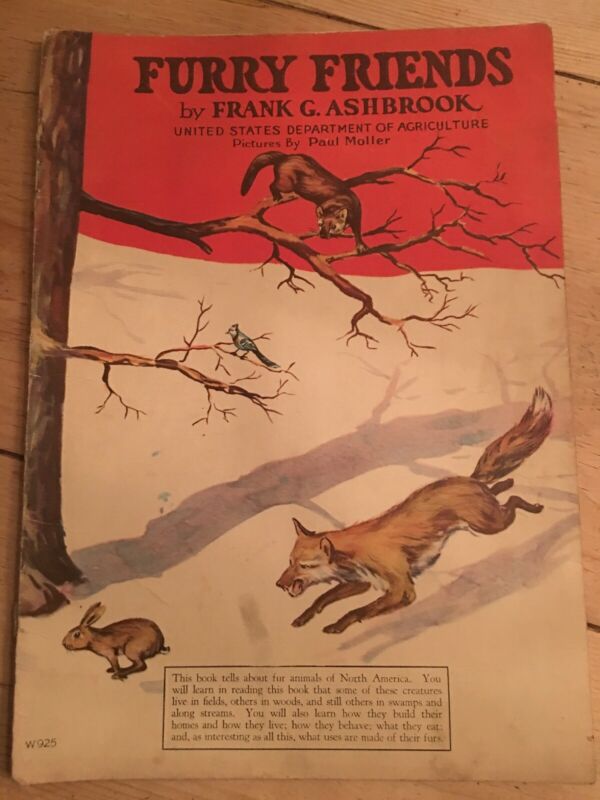 FURRY FRIENDS
by FRANK G. ASHBROOK
UNITED STATES DEPARTMENT OF AGRICULTURE
Pictures By Paul Moller
This book tells about fur animals of North America. You
will learn in reading this book that some of these creatures
live in fields, others in woods, and still others in swamps and
along streams. You will also learn how they build their
homes and how they live; how they behave; what they eat;
and, as interesting as all this, what uses are made of their furs.
W925